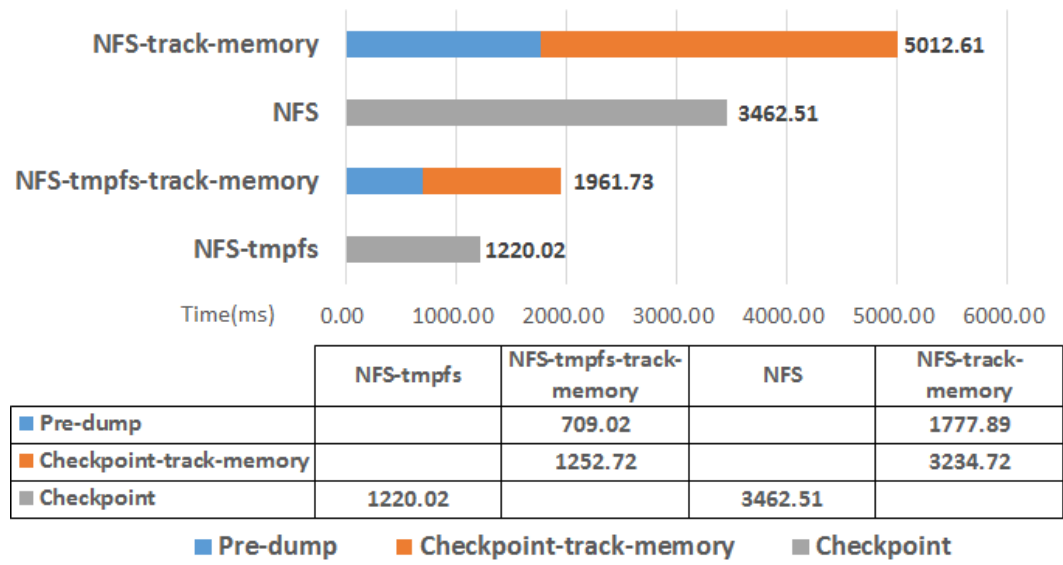 NFS-track-memory 5012.61
NFS 3462.51
NFS-tmpfs-track-memory 1961.73
NFS-tmpfs 1220.02
Time(ms) 0.00 1000.00 2000.00 3000.00 4000.00 5000.00 6000.00
NFS-tmpfs NFS-tmpfs-track-memory NFS NFS-track-memory
Pre-dump 709.02 1777.89
Checkpoint-track-memory 1252.72 3234.72
Checkpoint 1220.02 3462.51
Pre-dump Checkpoint-track-memory Checkpoint